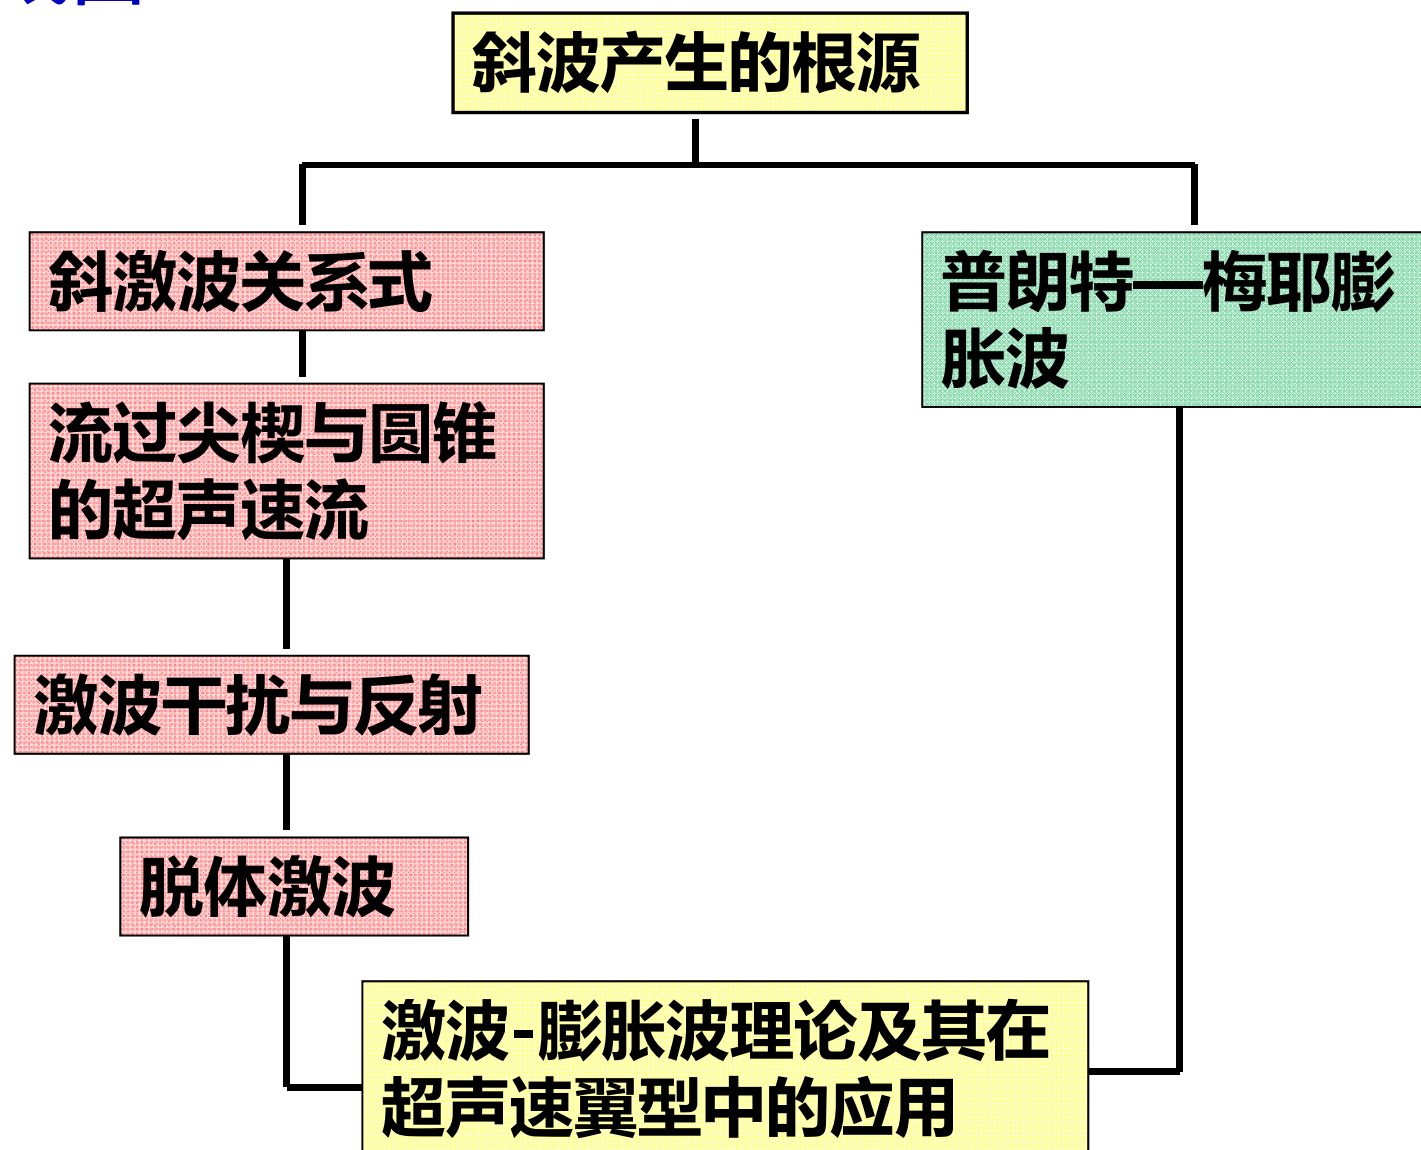 斜波产生的根源
斜激波关系式
普朗特—梅耶膨
胀波
流过尖楔与圆锥
的超声速流
激波干扰与反射
脱体激波
激波-膨胀波理论及其在
超声速翼型中的应用